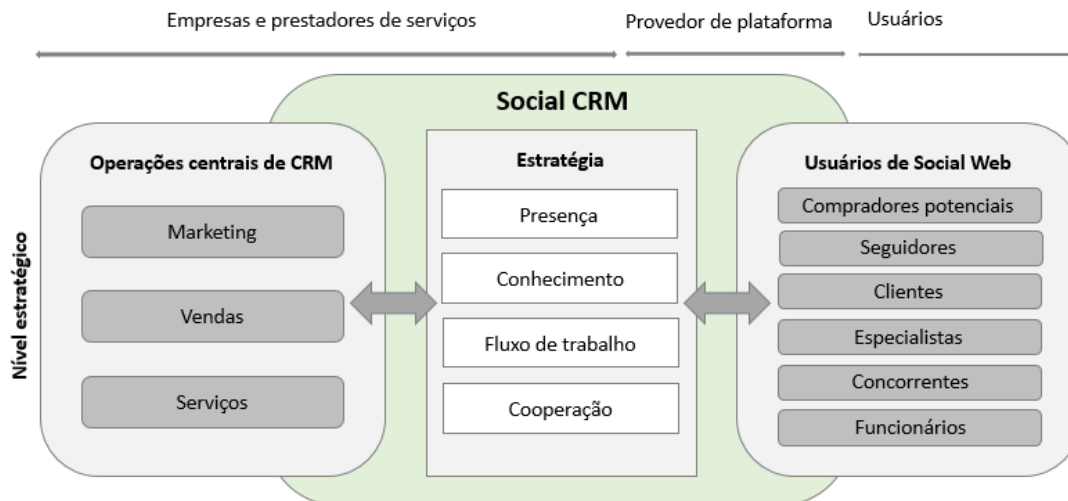 Empresas e prestadores de serviços
Provedor de plataforma
Usuários
Social CRM
Nível estratégico
Operações centrais de CRM
Marketing
Vendas
Serviços
Estratégia
Presença
Conhecimento
Fluxo de trabalho
Cooperação
Usuários de Social Web
Compradores potenciais
Seguidores
Clientes
Especialistas
Concorrentes
Funcionários